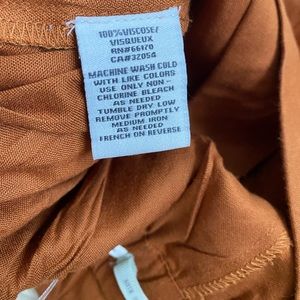 100%VISCOSE/
VISQUEUX
RN#66170
CA#32054
MACHINE WASH COLD
WITH LIKE COLORS
USE ONLY NON-
CHLORINE BLEACH
AS NEEDED
TUMBLE DRY LOW
REMOVE PROMPTLY
MEDIUM IRON
AS NEEDED
FRENCH ON REVERSE